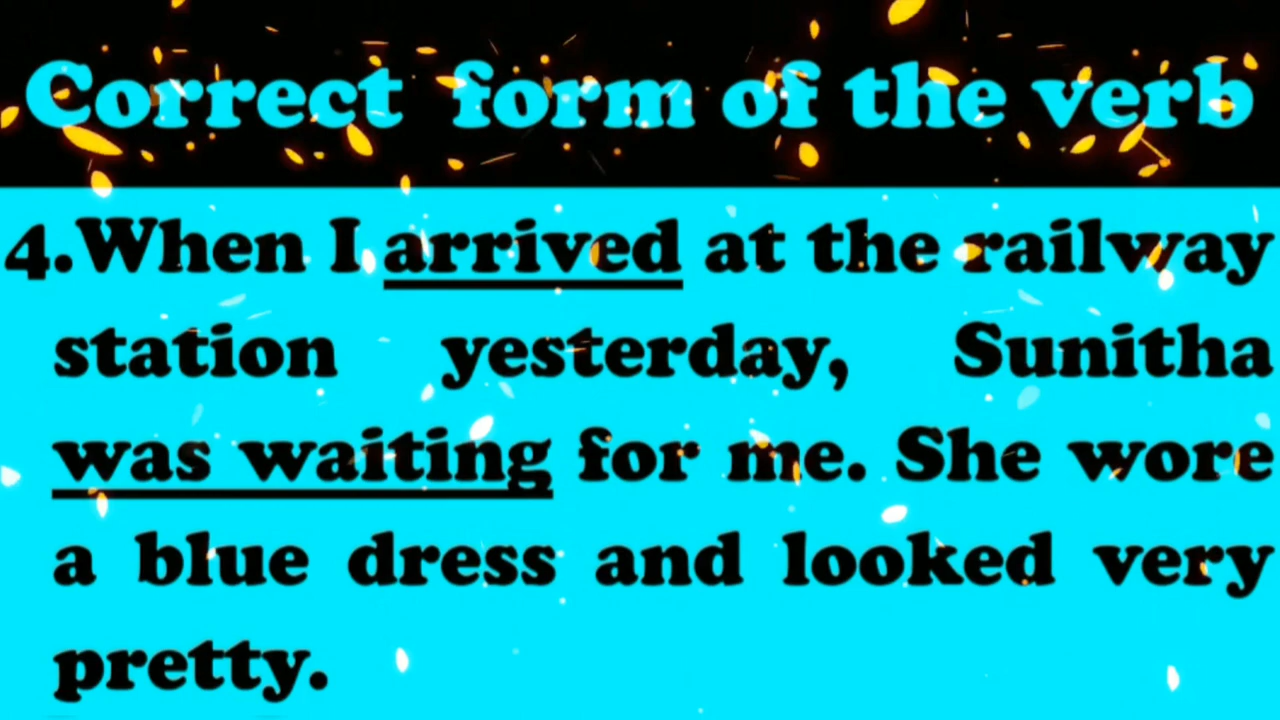 Correct form of the verb
4.When I arrived at the railway
station yesterday, Sunitha
was waiting for me. She wore
a blue dress and looked very
pretty.